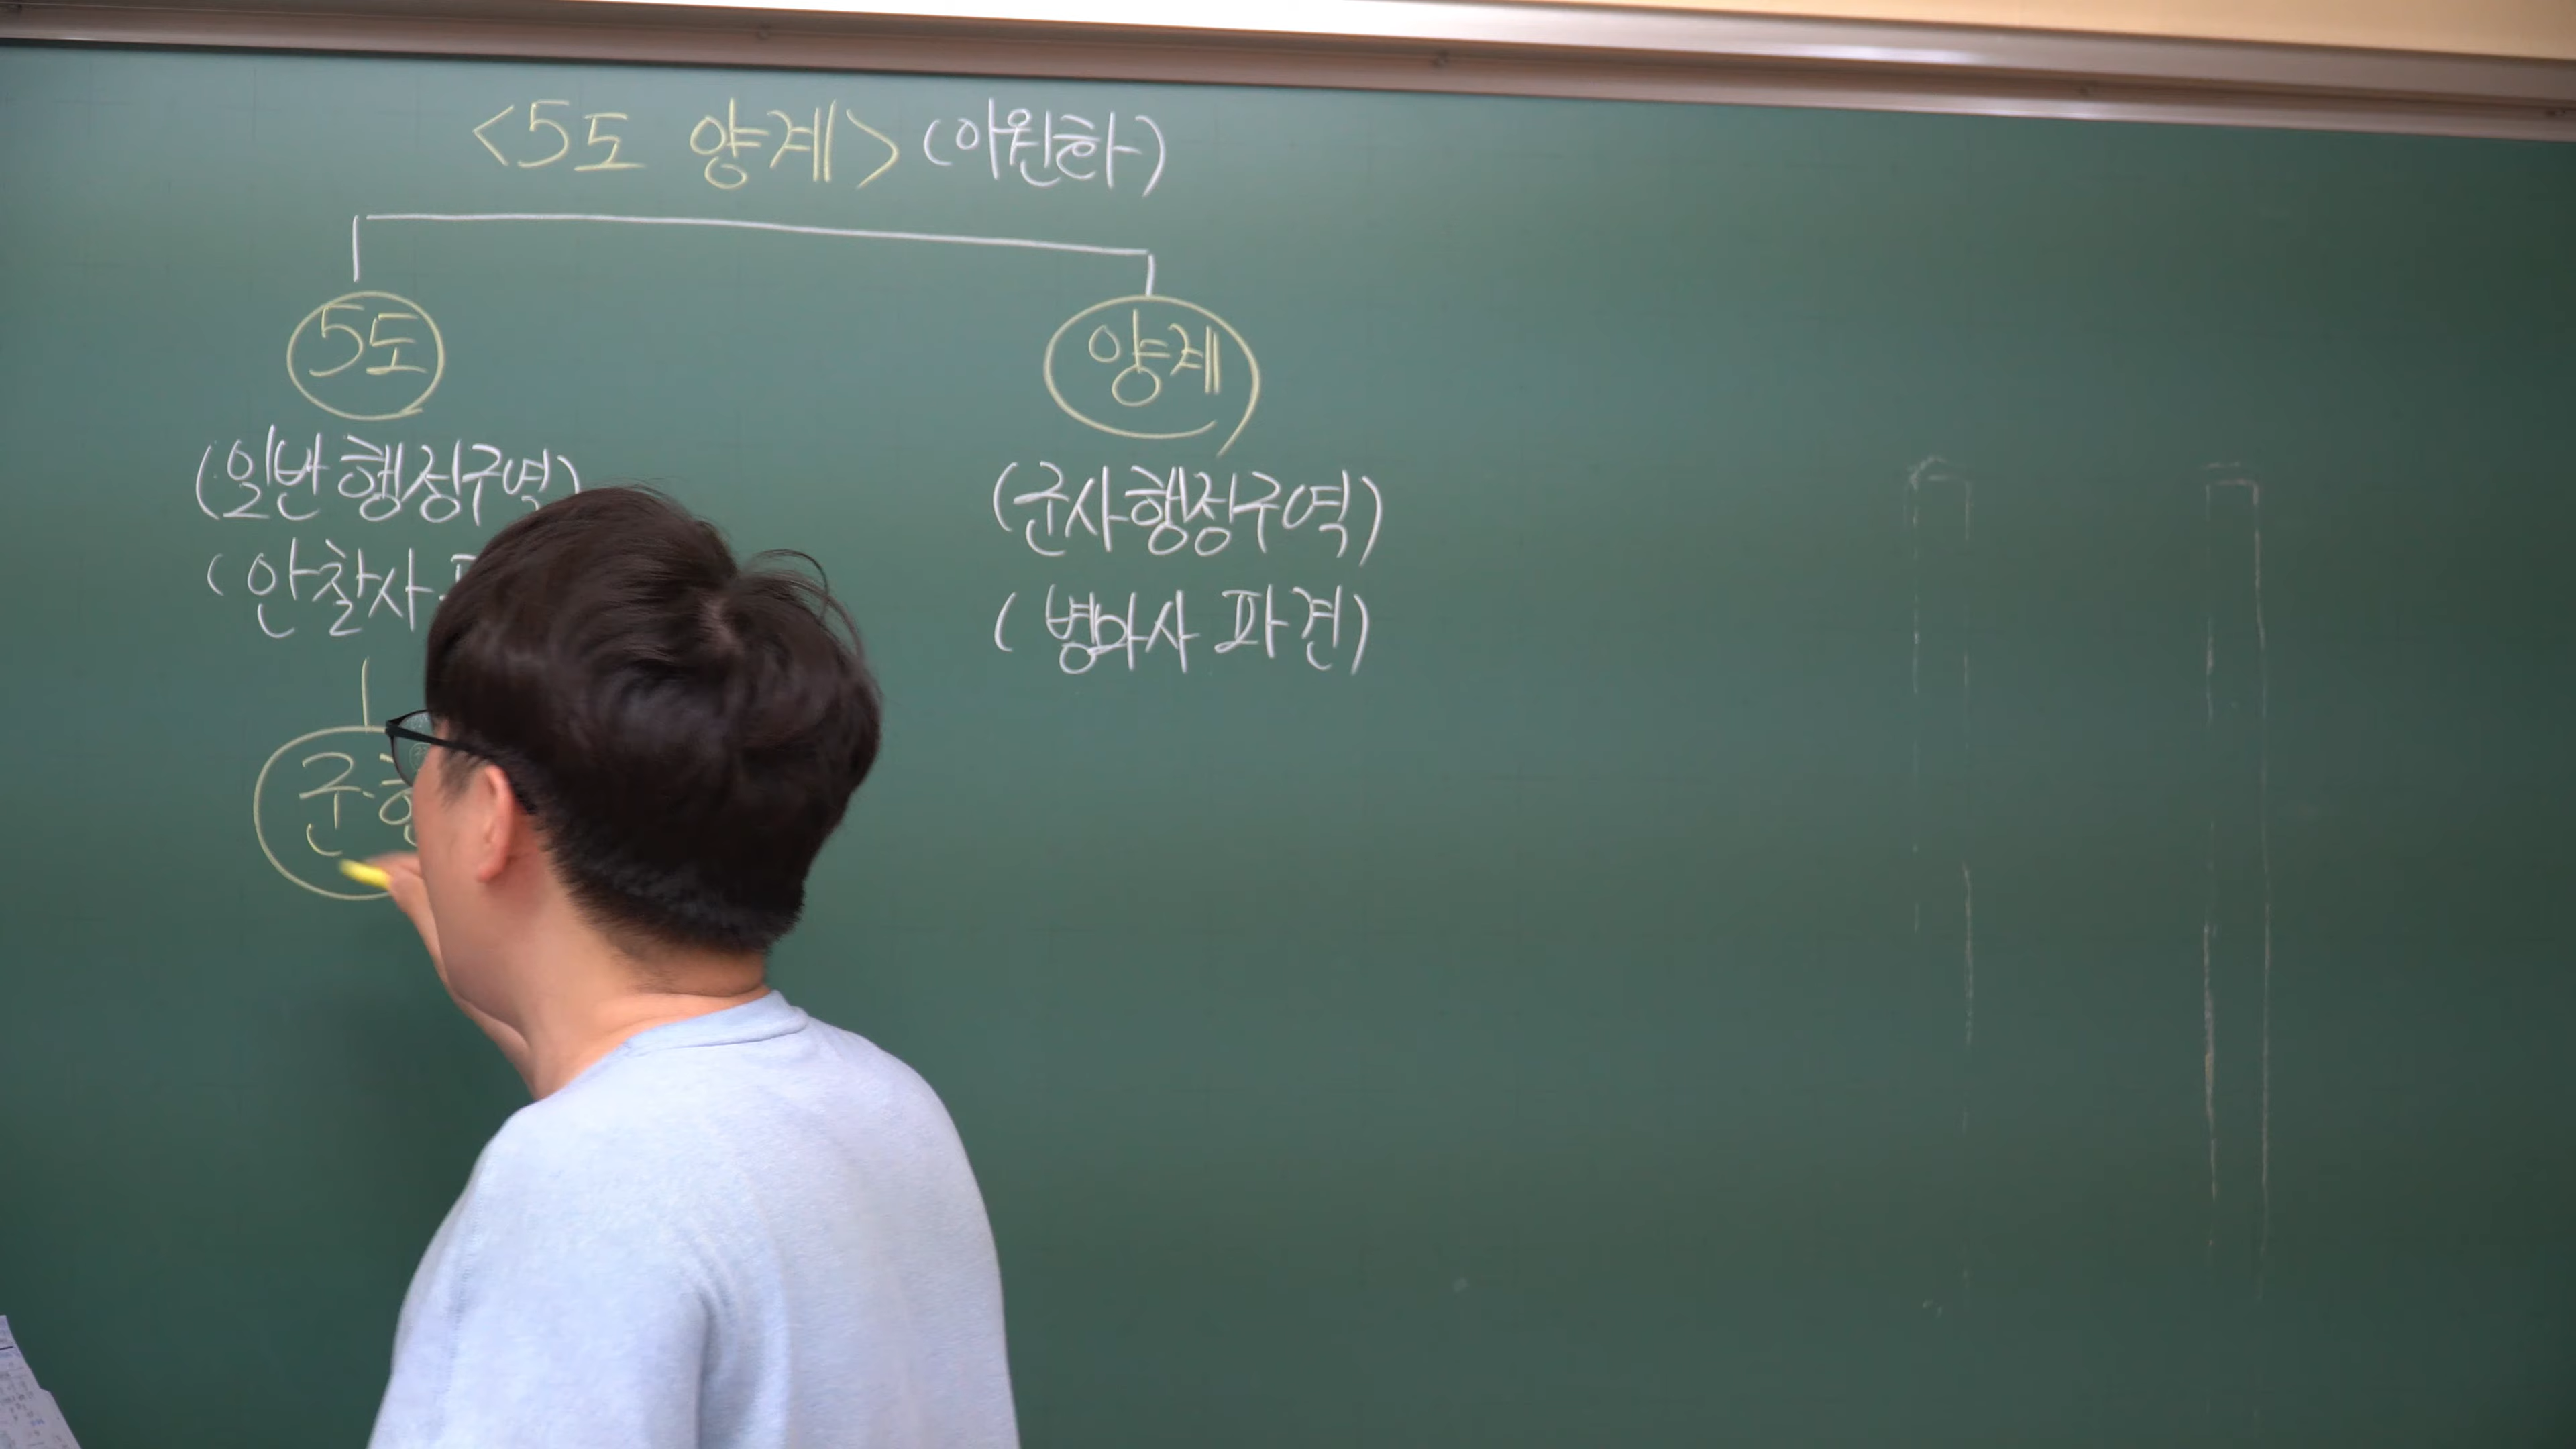 <5도 양계> (이원화)
5도
양계
(일반 행정구역)
(군사행정구역)
(안찰사
(병마사 파견)
군·